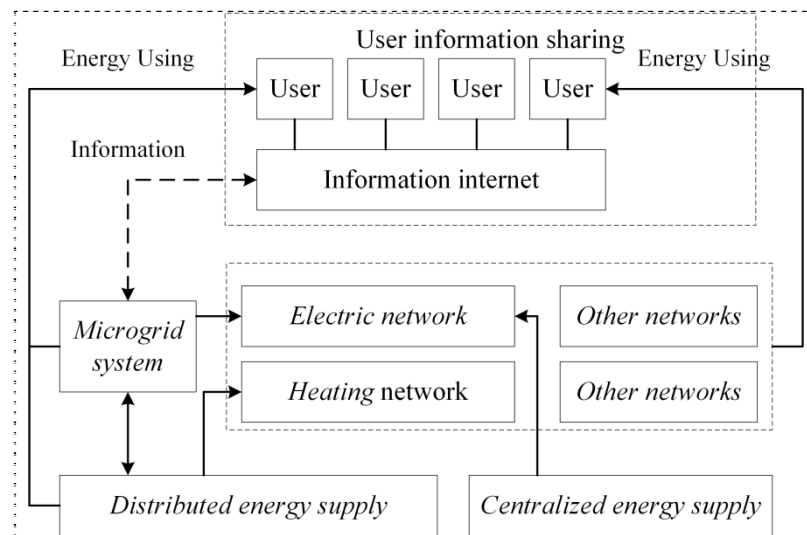 User information sharing
Energy Using
Energy Using
User
User
User
User
Information
Information internet
Microgrid
system
Electric network
Other networks
Heating network
Other networks
Distributed energy supply
Centralized energy supply